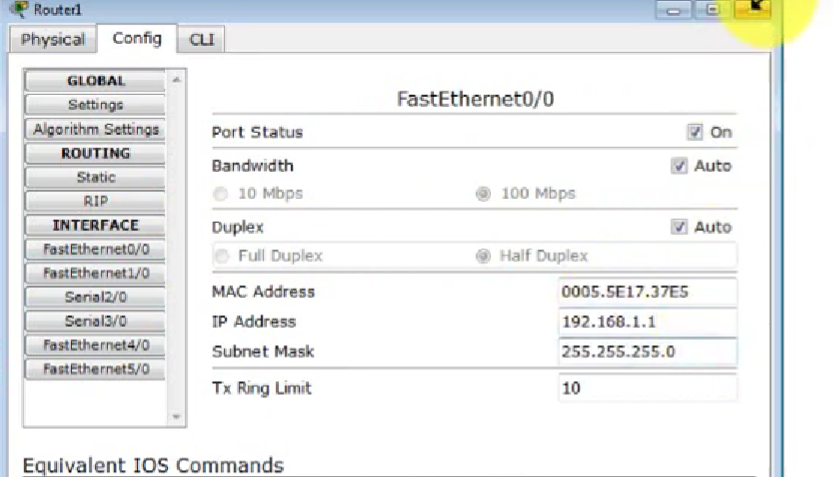 Router1
Physical Config CLI
GLOBAL
Settings
Algorithm Settings
ROUTING
Static
RIP
INTERFACE
FastEthernet0/0
FastEthernet1/0
Serial2/0
Serial3/0
FastEthernet4/0
FastEthernet5/0
FastEthernet0/0
Port Status On
Bandwidth Auto
10 Mbps 100 Mbps
Duplex Auto
Full Duplex Half Duplex
MAC Address 0005.5E17.37E5
IP Address 192.168.1.1
Subnet Mask 255.255.255.0
Tx Ring Limit 10
Equivalent IOS Commands